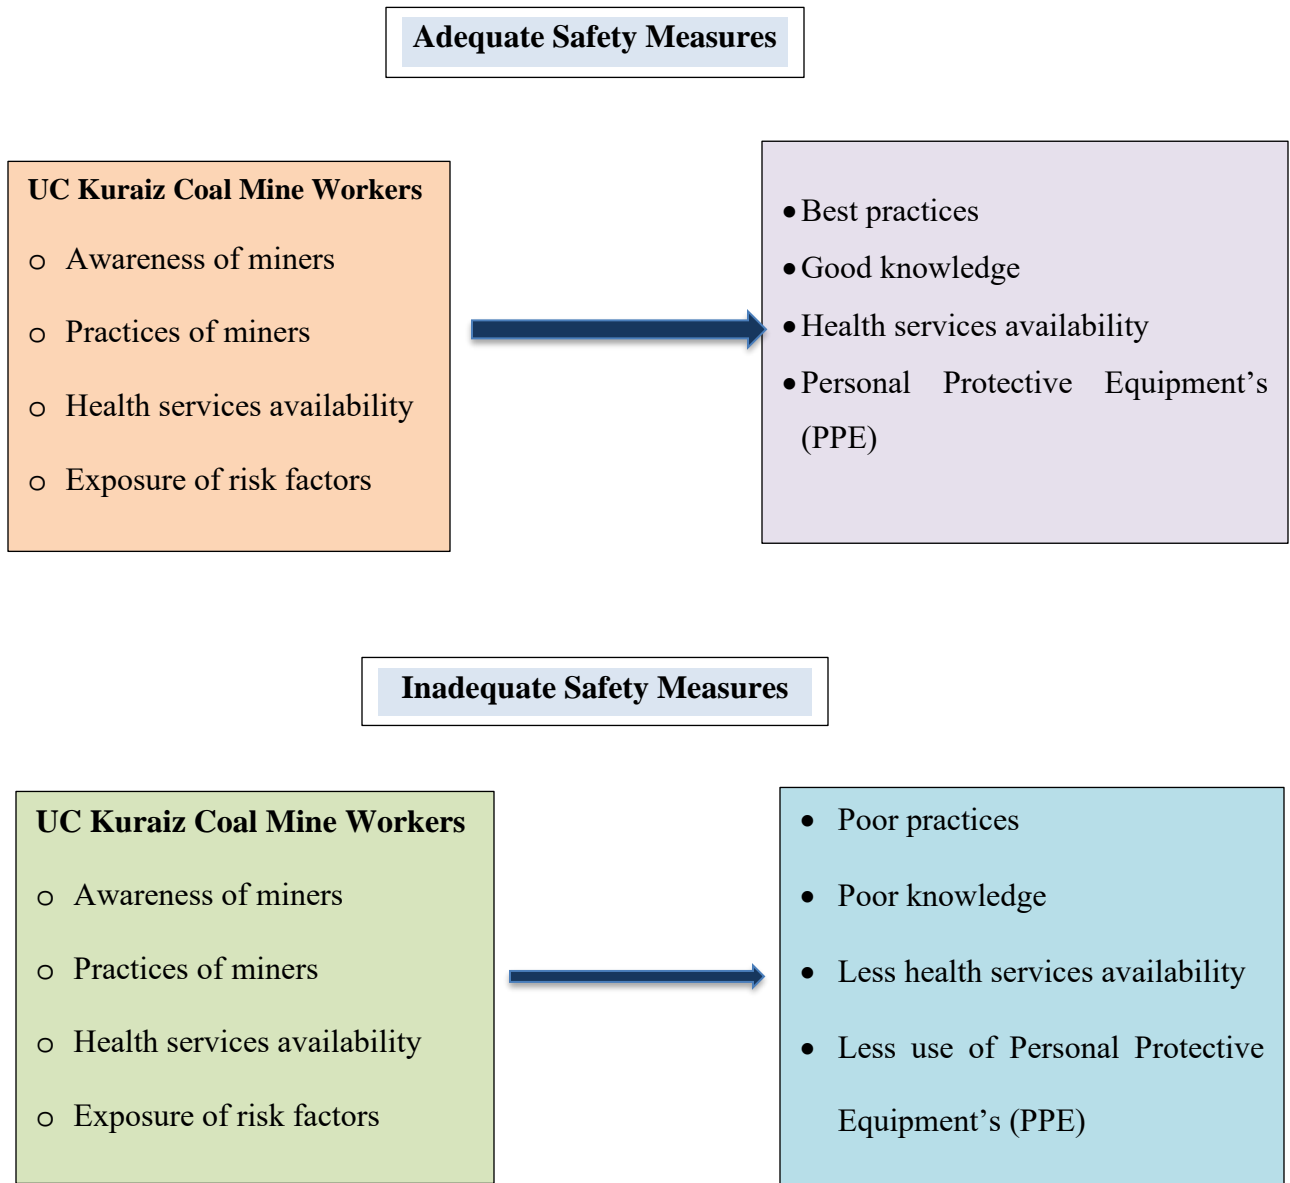 Adequate Safety Measures
UC Kuraiz Coal Mine Workers
o Awareness of miners
o Practices of miners
o Health services availability
o Exposure of risk factors
• Best practices
• Good knowledge
• Health services availability
• Personal Protective Equipment’s
(PPE)
Inadequate Safety Measures
UC Kuraiz Coal Mine Workers
o Awareness of miners
o Practices of miners
o Health services availability
o Exposure of risk factors
• Poor practices
• Poor knowledge
• Less health services availability
• Less use of Personal Protective
Equipment’s (PPE)